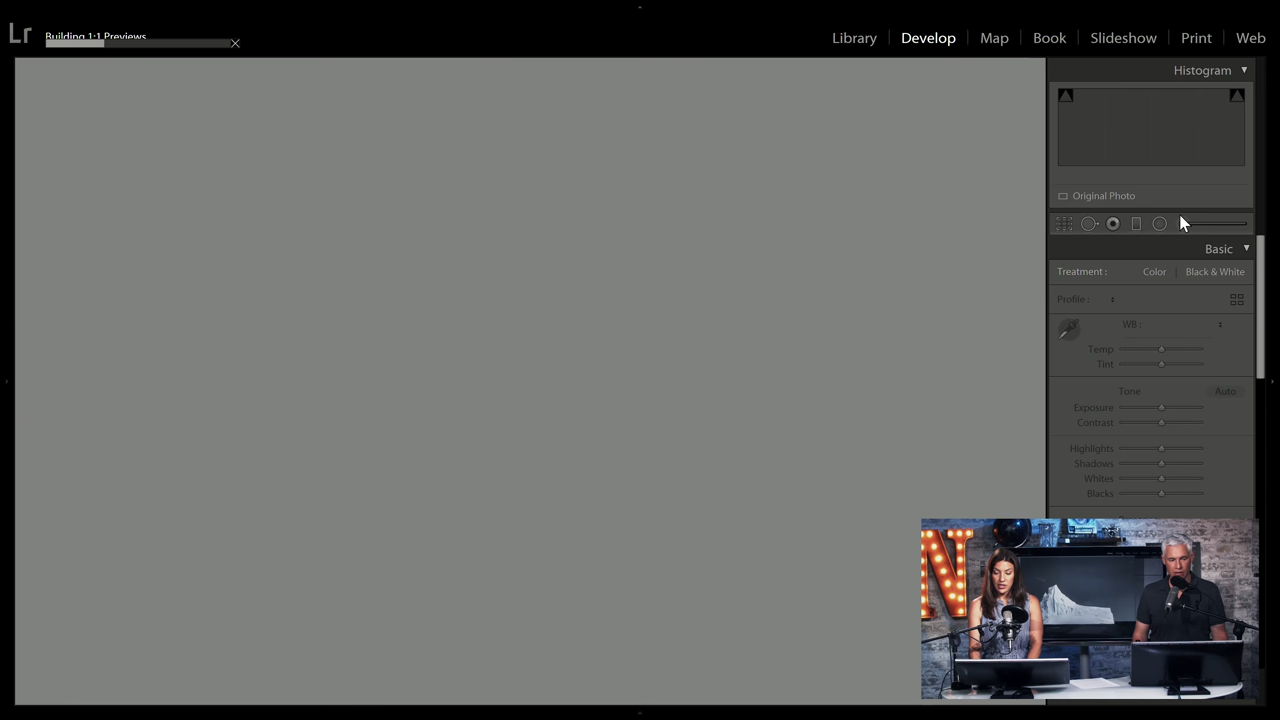 Lr
Building 1:1 Previews
Library Develop Map Book Slideshow Print Web
Histogram
Original Photo
Basic
Treatment : Color Black & White
Profile :
WB :
Temp
Tint
Tone Auto
Exposure
Contrast
Highlights
Shadows
Whites
Blacks
N